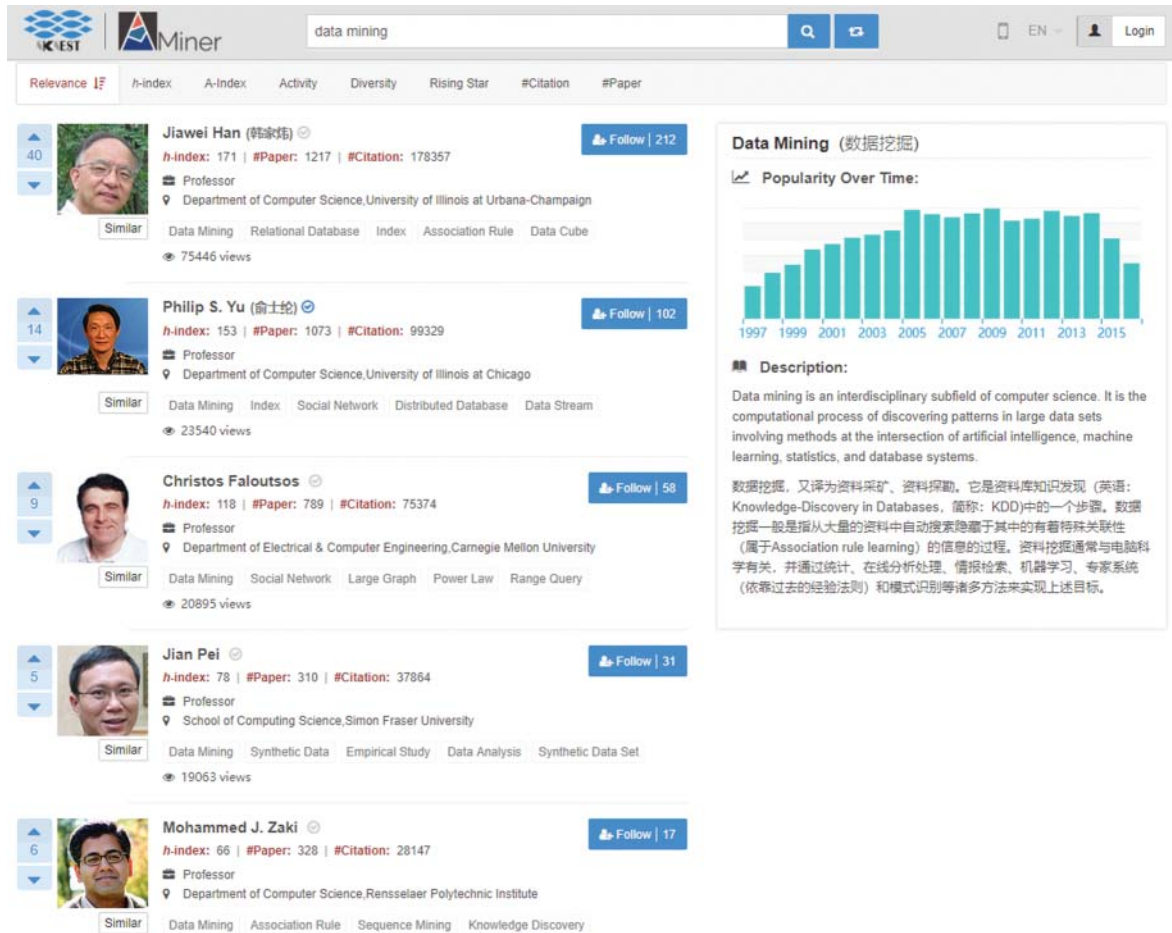 KEST
AMiner
data mining
EN
Login
Relevance h-index A-Index Activity Diversity Rising Star #Citation #Paper
40
Jiawei Han (韩家炜)
Follow | 212
h-index: 171 | #Paper: 1217 | #Citation: 178357
Professor
Department of Computer Science,University of Illinois at Urbana-Champaign
Similar
Data Mining Relational Database Index Association Rule Data Cube
75446 views
14
Philip S. Yu (俞士纶)
Follow | 102
h-index: 153 | #Paper: 1073 | #Citation: 99329
Professor
Department of Computer Science,University of Illinois at Chicago
Similar
Data Mining Index Social Network Distributed Database Data Stream
23540 views
9
Christos Faloutsos
Follow | 58
h-index: 118 | #Paper: 789 | #Citation: 75374
Professor
Department of Electrical & Computer Engineering,Carnegie Mellon University
Similar
Data Mining Social Network Large Graph Power Law Range Query
20895 views
5
Jian Pei
Follow | 31
h-index: 78 | #Paper: 310 | #Citation: 37864
Professor
School of Computing Science,Simon Fraser University
Similar
Data Mining Synthetic Data Empirical Study Data Analysis Synthetic Data Set
19063 views
6
Mohammed J. Zaki
Follow | 17
h-index: 66 | #Paper: 328 | #Citation: 28147
Professor
Department of Computer Science,Rensselaer Polytechnic Institute
Similar
Data Mining Association Rule Sequence Mining Knowledge Discovery
Data Mining (数据挖掘)
Popularity Over Time:
1997 1999 2001 2003 2005 2007 2009 2011 2013 2015
Description:
Data mining is an interdisciplinary subfield of computer science. It is the
computational process of discovering patterns in large data sets
involving methods at the intersection of artificial intelligence, machine
learning, statistics, and database systems.
数据挖掘，又译为资料采矿、资料探勘。它是资料库知识发现（英语：
Knowledge-Discovery in Databases，简称：KDD)中的一个步骤。数据
挖掘一般是指从大量的资料中自动搜索隐藏于其中的有着特殊关联性
（属于Association rule learning）的信息的过程。资料挖掘通常与电脑科
学有关，并通过统计、在线分析处理、情报检索、机器学习、专家系统
（依靠过去的经验法则）和模式识别等诸多方法来实现上述目标。